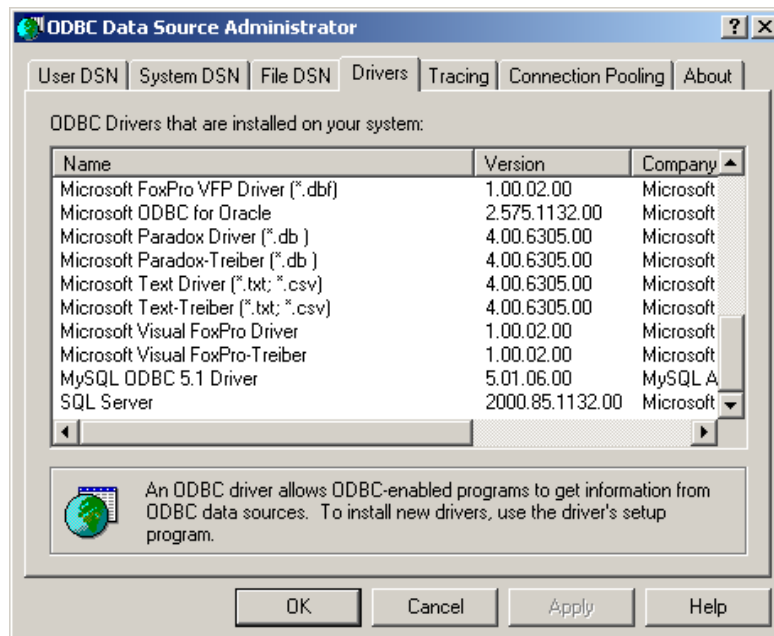 ODBC Data Source Administrator
User DSN System DSN File DSN Drivers Tracing Connection Pooling About
ODBC Drivers that are installed on your system:
Name Version Company
Microsoft FoxPro VFP Driver (*.dbf) 1.00.02.00 Microsoft
Microsoft ODBC for Oracle 2.575.1132.00 Microsoft
Microsoft Paradox Driver (*.db ) 4.00.6305.00 Microsoft
Microsoft Paradox-Treiber (*.db ) 4.00.6305.00 Microsoft
Microsoft Text Driver (*.txt; *.csv) 4.00.6305.00 Microsoft
Microsoft Text-Treiber (*.txt; *.csv) 4.00.6305.00 Microsoft
Microsoft Visual FoxPro Driver 1.00.02.00 Microsoft
Microsoft Visual FoxPro-Treiber 1.00.02.00 Microsoft
MySQL ODBC 5.1 Driver 5.01.06.00 MySQL A
SQL Server 2000.85.1132.00 Microsoft
An ODBC driver allows ODBC-enabled programs to get information from
ODBC data sources. To install new drivers, use the driver's setup
program.
OK Cancel Apply Help